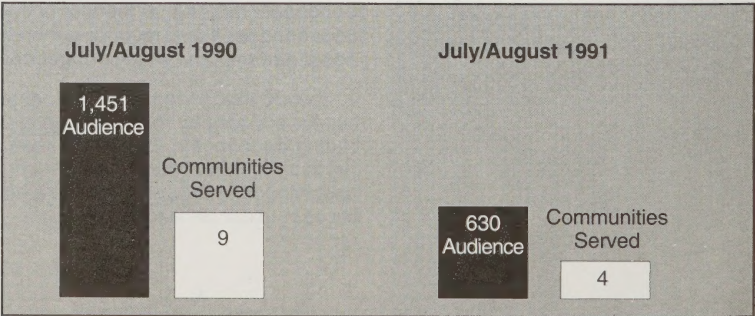 July/August 1990
1,451
Audience
Communities
Served
9
July/August 1991
630
Audience
Communities
Served
4